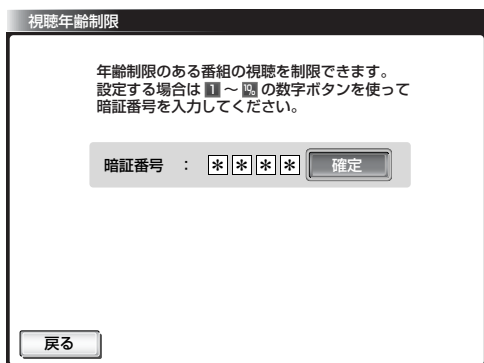 視聴年齢制限
年齢制限のある番組の視聴を制限できます。
設定する場合は 1 ～ 10 の数字ボタンを使って
暗証番号を入力してください。
暗証番号 ： * * * * 確定
戻る